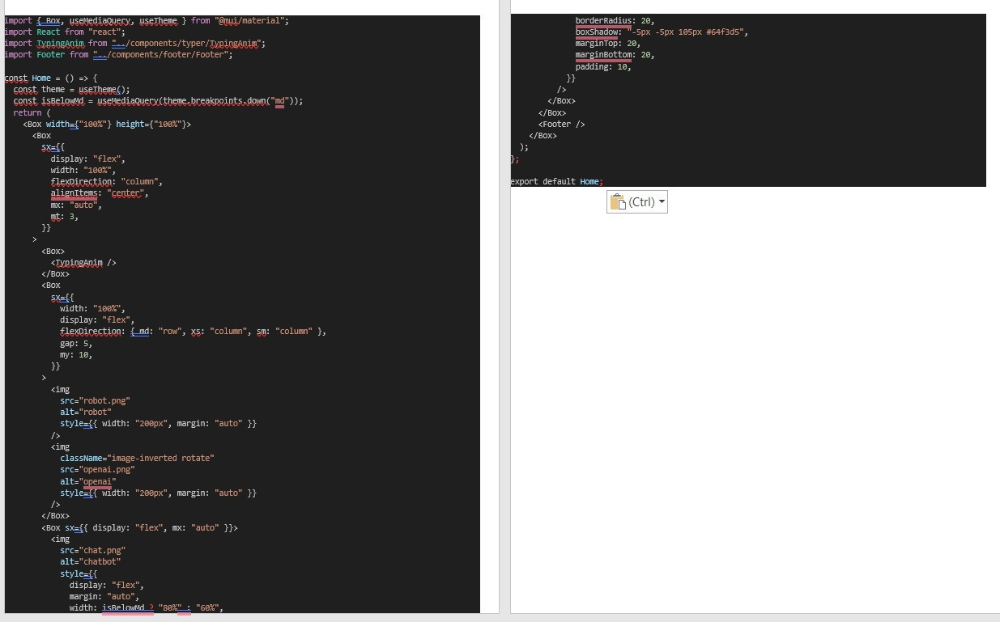 import { Box, useMediaQuery, useTheme } from "@mui/material";
import React from "react";
import TypingAnim from "../components/typer/TypingAnim";
import Footer from "../components/footer/Footer";
const Home = () => {
  const theme = useTheme();
  const isBelowMd = useMediaQuery(theme.breakpoints.down("md"));
  return (
    <Box width={"100%"} height={"100%"}>
      <Box
        sx={{
          display: "flex",
          width: "100%",
          flexDirection: "column",
          alignItems: "center",
          mx: "auto",
          mt: 3,
        }}
      >
        <Box>
          <TypingAnim />
        </Box>
        <Box
          sx={{
            width: "100%",
            display: "flex",
            flexDirection: { md: "row", xs: "column", sm: "column" },
            gap: 5,
            my: 10,
          }}
        >
          <img
            src="robot.png"
            alt="robot"
            style={{ width: "200px", margin: "auto" }}
          />
          <img
            className="image-inverted rotate"
            src="openai.png"
            alt="openai"
            style={{ width: "200px", margin: "auto" }}
          />
        </Box>
        <Box sx={{ display: "flex", mx: "auto" }}>
          <img
            src="chat.png"
            alt="chatbot"
            style={{
              display: "flex",
              margin: "auto",
              width: isBelowMd ? "80%" : "60%",
              borderRadius: 20,
              boxShadow: "-5px -5px 105px #64f3d5",
              marginTop: 20,
              marginBottom: 20,
              padding: 10,
            }}
          />
        </Box>
      </Box>
      <Footer />
    </Box>
  );
};
export default Home;
(Ctrl)